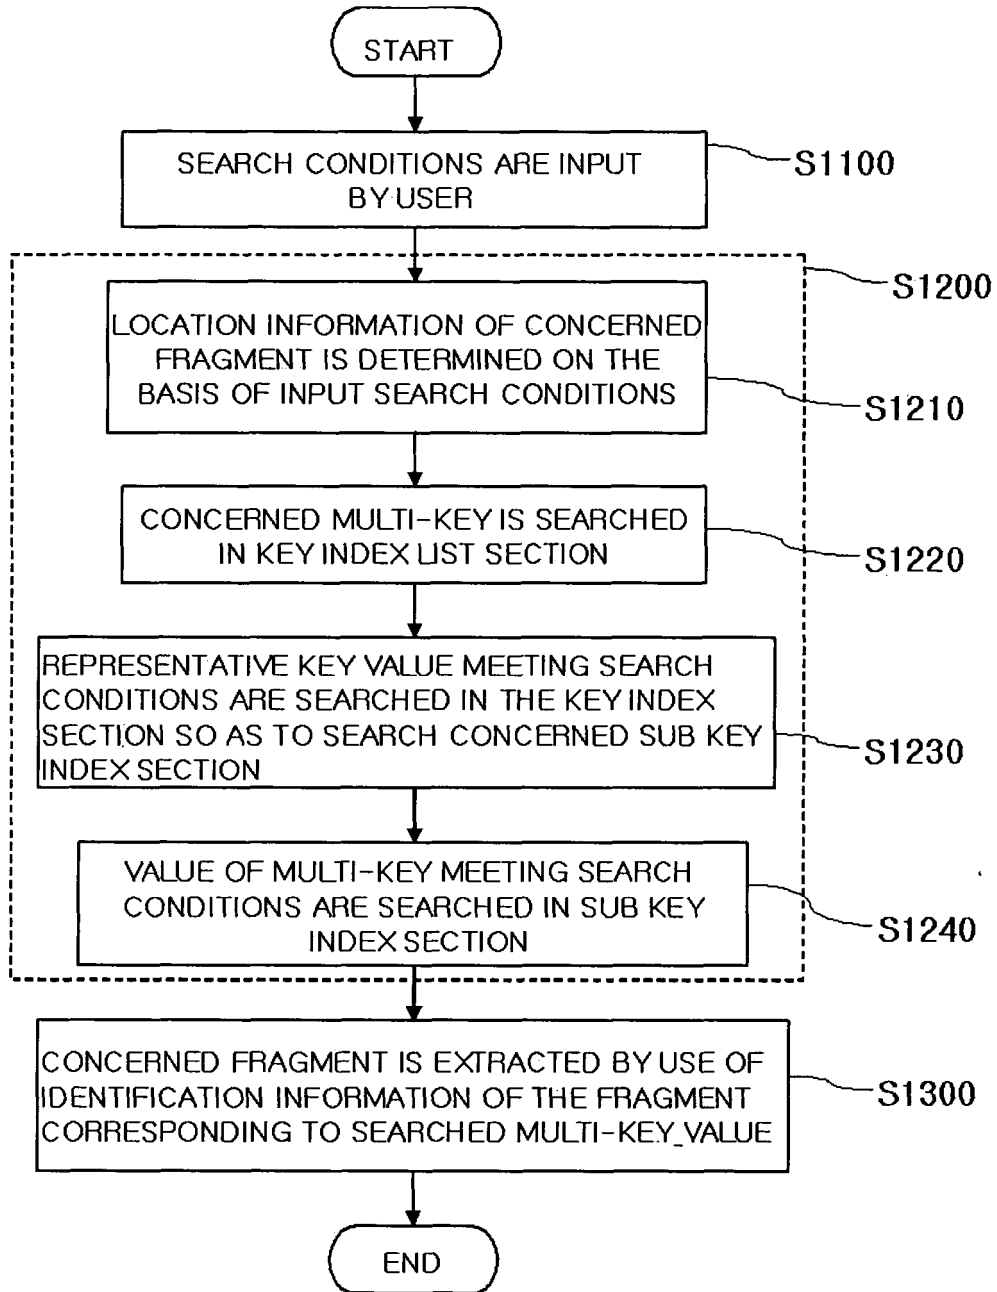 START
SEARCH CONDITIONS ARE INPUT
BY USER
S1100
S1200
LOCATION INFORMATION OF CONCERNED
FRAGMENT IS DETERMINED ON THE
BASIS OF INPUT SEARCH CONDITIONS
S1210
CONCERNED MULTI-KEY IS SEARCHED
IN KEY INDEX LIST SECTION
S1220
REPRESENTATIVE KEY VALUE MEETING SEARCH
CONDITIONS ARE SEARCHED IN THE KEY INDEX
SECTION SO AS TO SEARCH CONCERNED SUB KEY
INDEX SECTION
S1230
VALUE OF MULTI-KEY MEETING SEARCH
CONDITIONS ARE SEARCHED IN SUB KEY
INDEX SECTION
S1240
CONCERNED FRAGMENT IS EXTRACTED BY USE OF
IDENTIFICATION INFORMATION OF THE FRAGMENT
CORRESPONDING TO SEARCHED MULTI-KEY_VALUE
S1300
END